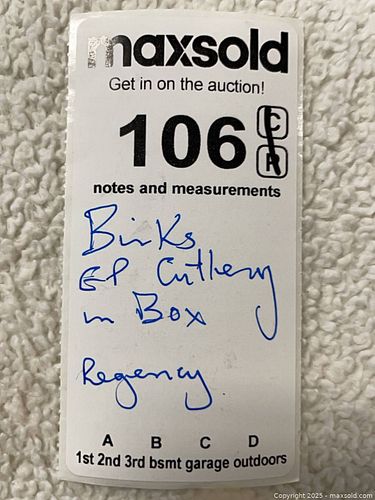 maxsold
Get in on the auction!
106 C
R
notes and measurements
Birks
EP Cutlery
in Box
Regency
A B C D
1st 2nd 3rd bsmt garage outdoors
Copyright 2025 - maxsold.com